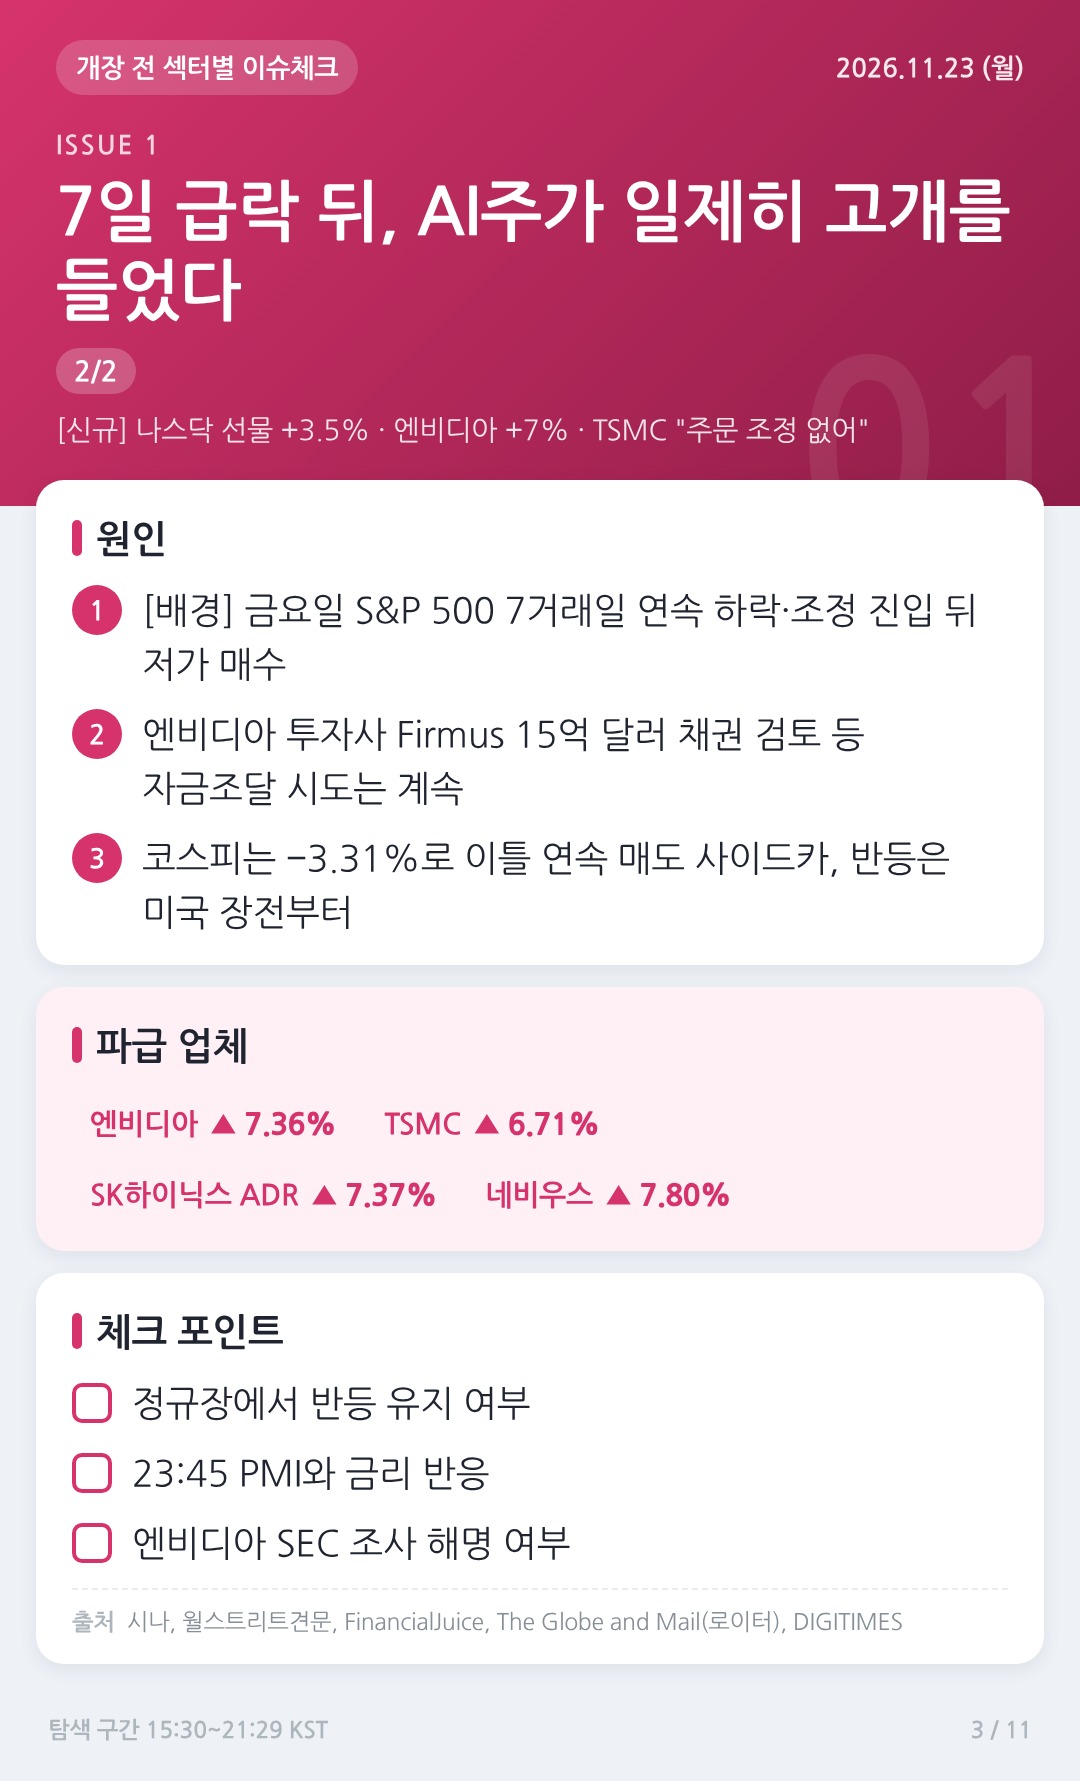 개장 전 섹터별 이슈체크
2026.11.23 (월)
ISSUE 1
7일 급락 뒤, AI주가 일제히 고개를
들었다
2/2
[신규] 나스닥 선물 +3.5% · 엔비디아 +7% · TSMC "주문 조정 없어"
01
원인
1 [배경] 금요일 S&P 500 7거래일 연속 하락·조정 진입 뒤
저가 매수
2 엔비디아 투자사 Firmus 15억 달러 채권 검토 등
자금조달 시도는 계속
3 코스피는 −3.31%로 이틀 연속 매도 사이드카, 반등은
미국 장전부터
파급 업체
엔비디아 ▲ 7.36% TSMC ▲ 6.71%
SK하이닉스 ADR ▲ 7.37% 네비우스 ▲ 7.80%
체크 포인트
정규장에서 반등 유지 여부
23:45 PMI와 금리 반응
엔비디아 SEC 조사 해명 여부
출처 시나, 월스트리트견문, FinancialJuice, The Globe and Mail(로이터), DIGITIMES
탐색 구간 15:30~21:29 KST
3 / 11